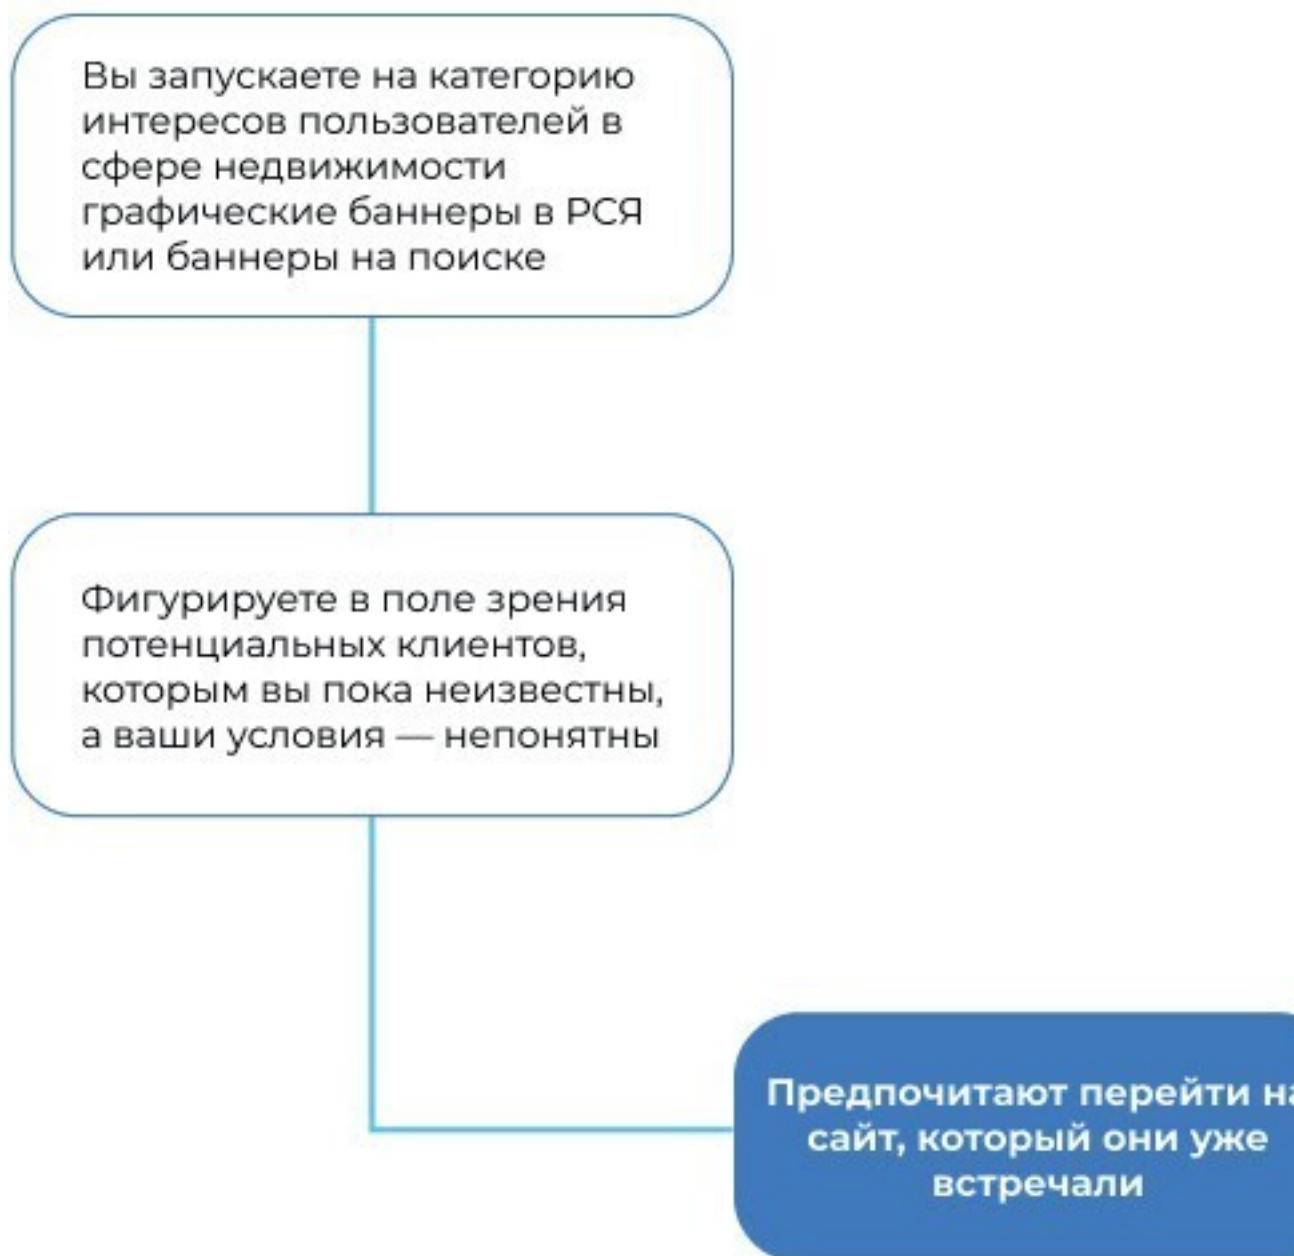 Вы запускаете на категорию
интересов пользователей в
сфере недвижимости
графические баннеры в РСЯ
или баннеры на поиске
Фигурируете в поле зрения
потенциальных клиентов,
которым вы пока неизвестны,
а ваши условия — непонятны
Предпочитают перейти на
сайт, который они уже
встречали